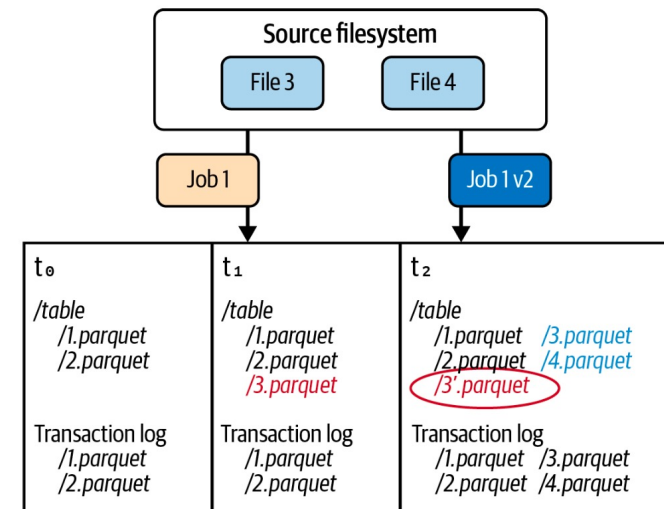 Source filesystem
File 3
File 4
Job 1
Job 1 v2
t₀
/table
/1.parquet
/2.parquet
Transaction log
/1.parquet
/2.parquet
t₁
/table
/1.parquet
/2.parquet
/3.parquet
Transaction log
/1.parquet
/2.parquet
t₂
/table
/1.parquet /3.parquet
/2.parquet /4.parquet
/3'.parquet
Transaction log
/1.parquet /3.parquet
/2.parquet /4.parquet